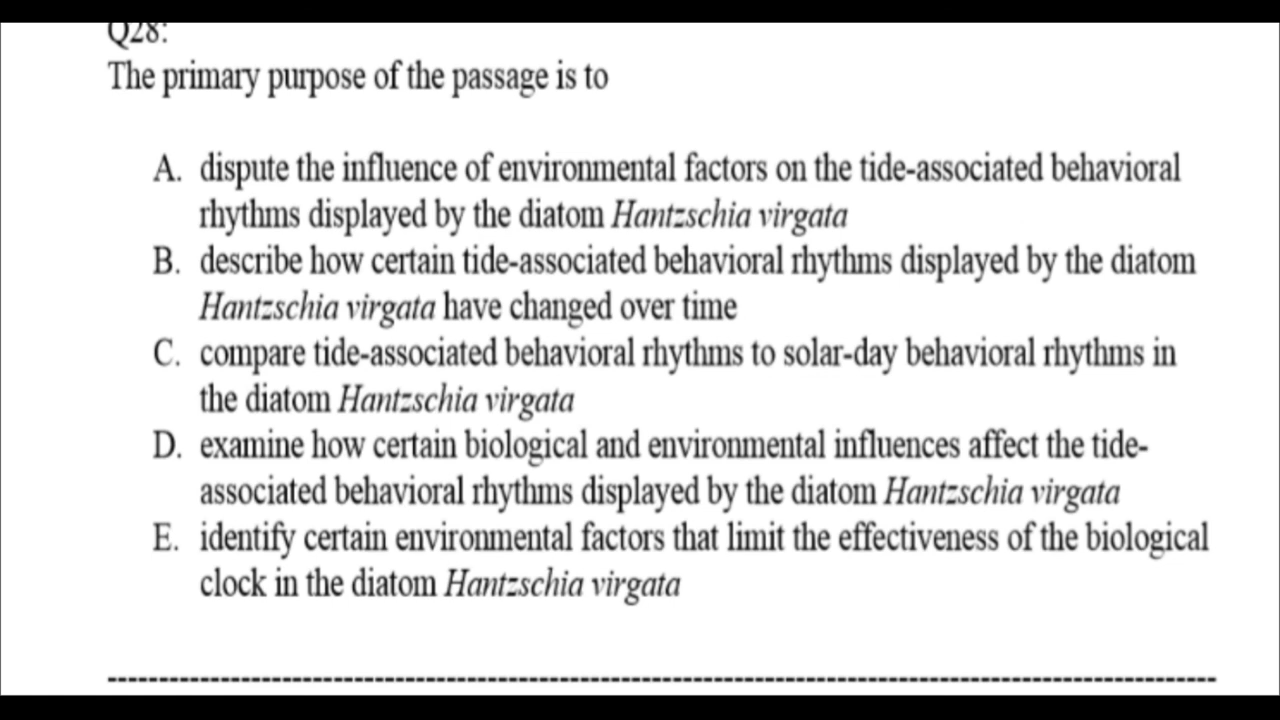 Q28:
The primary purpose of the passage is to
A. dispute the influence of environmental factors on the tide-associated behavioral
rhythms displayed by the diatom Hantzschia virgata
B. describe how certain tide-associated behavioral rhythms displayed by the diatom
Hantzschia virgata have changed over time
C. compare tide-associated behavioral rhythms to solar-day behavioral rhythms in
the diatom Hantzschia virgata
D. examine how certain biological and environmental influences affect the tide-
associated behavioral rhythms displayed by the diatom Hantzschia virgata
E. identify certain environmental factors that limit the effectiveness of the biological
clock in the diatom Hantzschia virgata